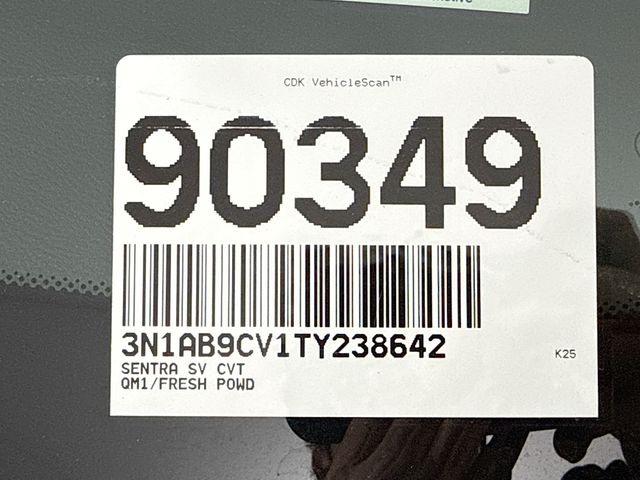 CDK VehicleScan™
90349
3N1AB9CV1TY238642
SENTRA SV CVT
K25
QM1/FRESH POWD